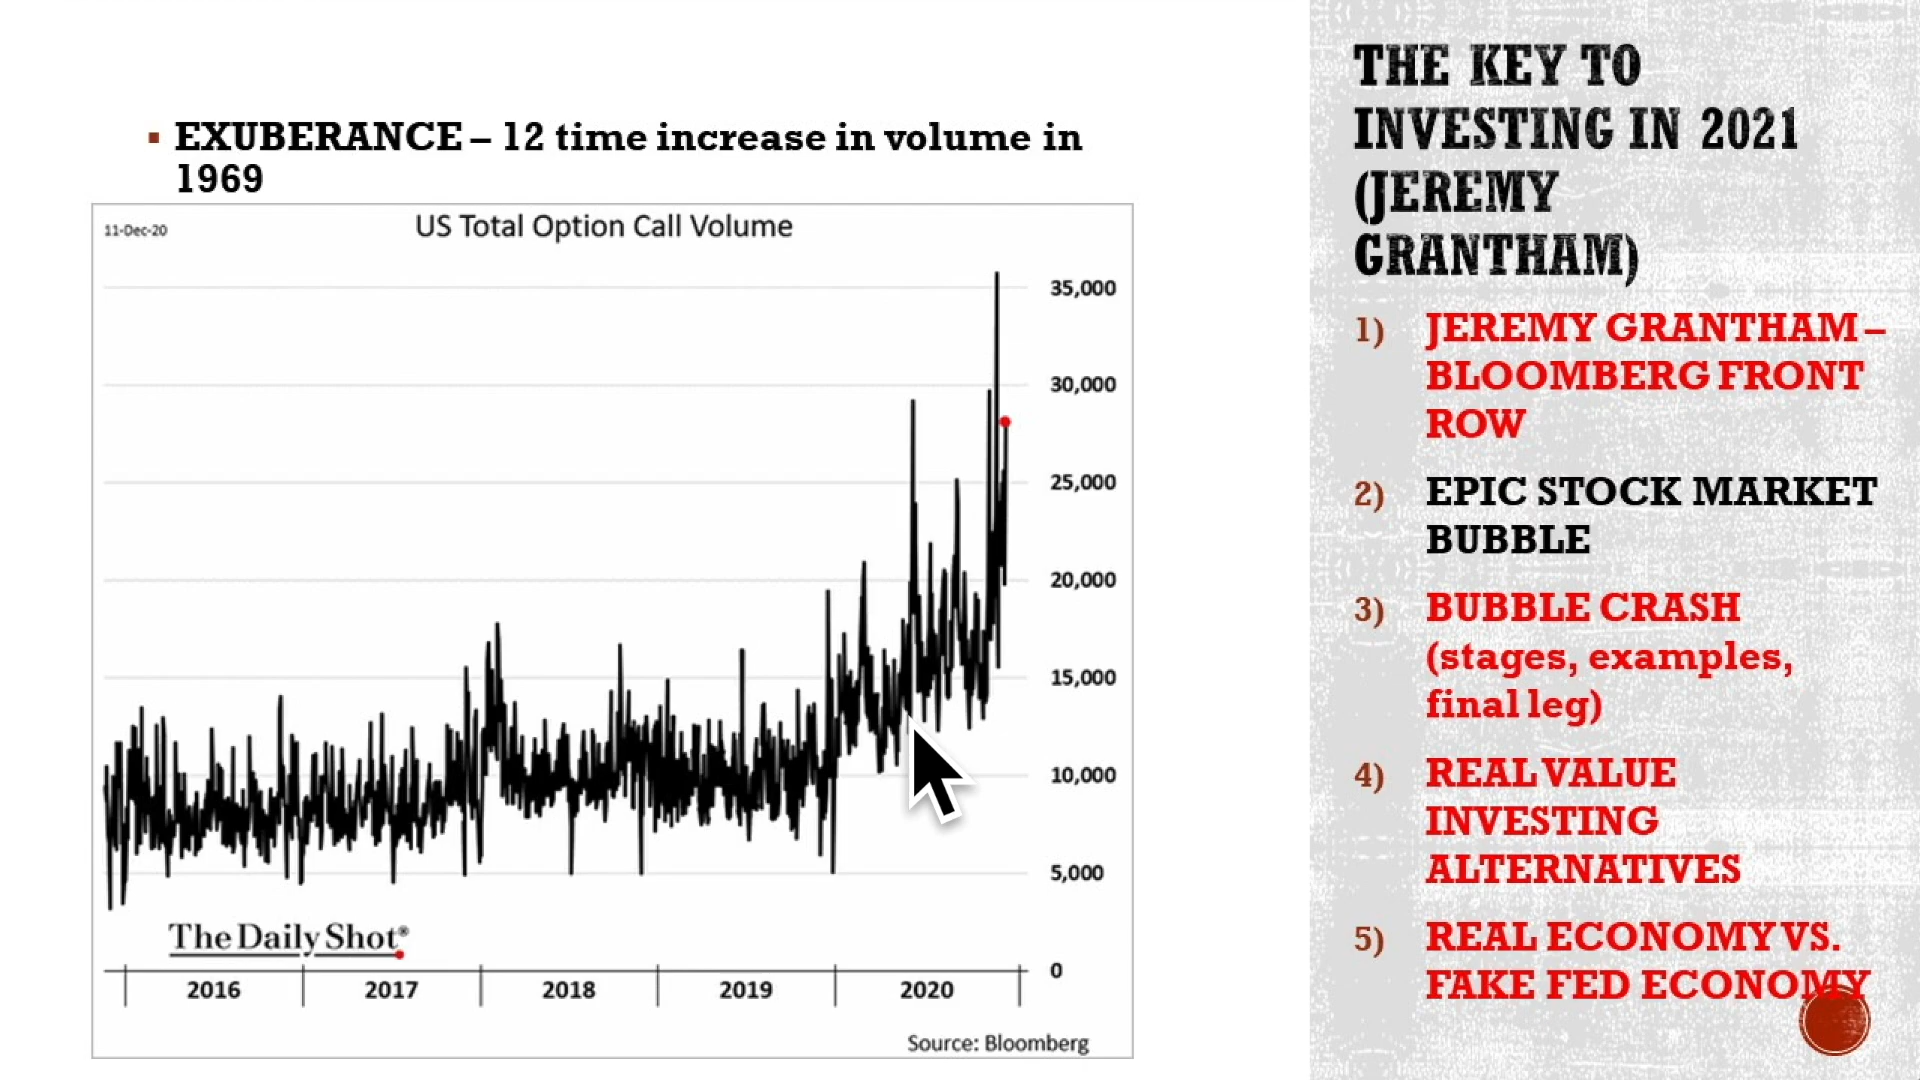 ▪ EXUBERANCE – 12 time increase in volume in
1969
11-Dec-20
US Total Option Call Volume
35,000
30,000
25,000
20,000
15,000
10,000
5,000
0
The Daily Shot®
2016 2017 2018 2019 2020
Source: Bloomberg
THE KEY TO
INVESTING IN 2021
(JEREMY
GRANTHAM)
1) JEREMY GRANTHAM –
BLOOMBERG FRONT
ROW
2) EPIC STOCK MARKET
BUBBLE
3) BUBBLE CRASH
(stages, examples,
final leg)
4) REAL VALUE
INVESTING
ALTERNATIVES
5) REAL ECONOMY VS.
FAKE FED ECONOMY